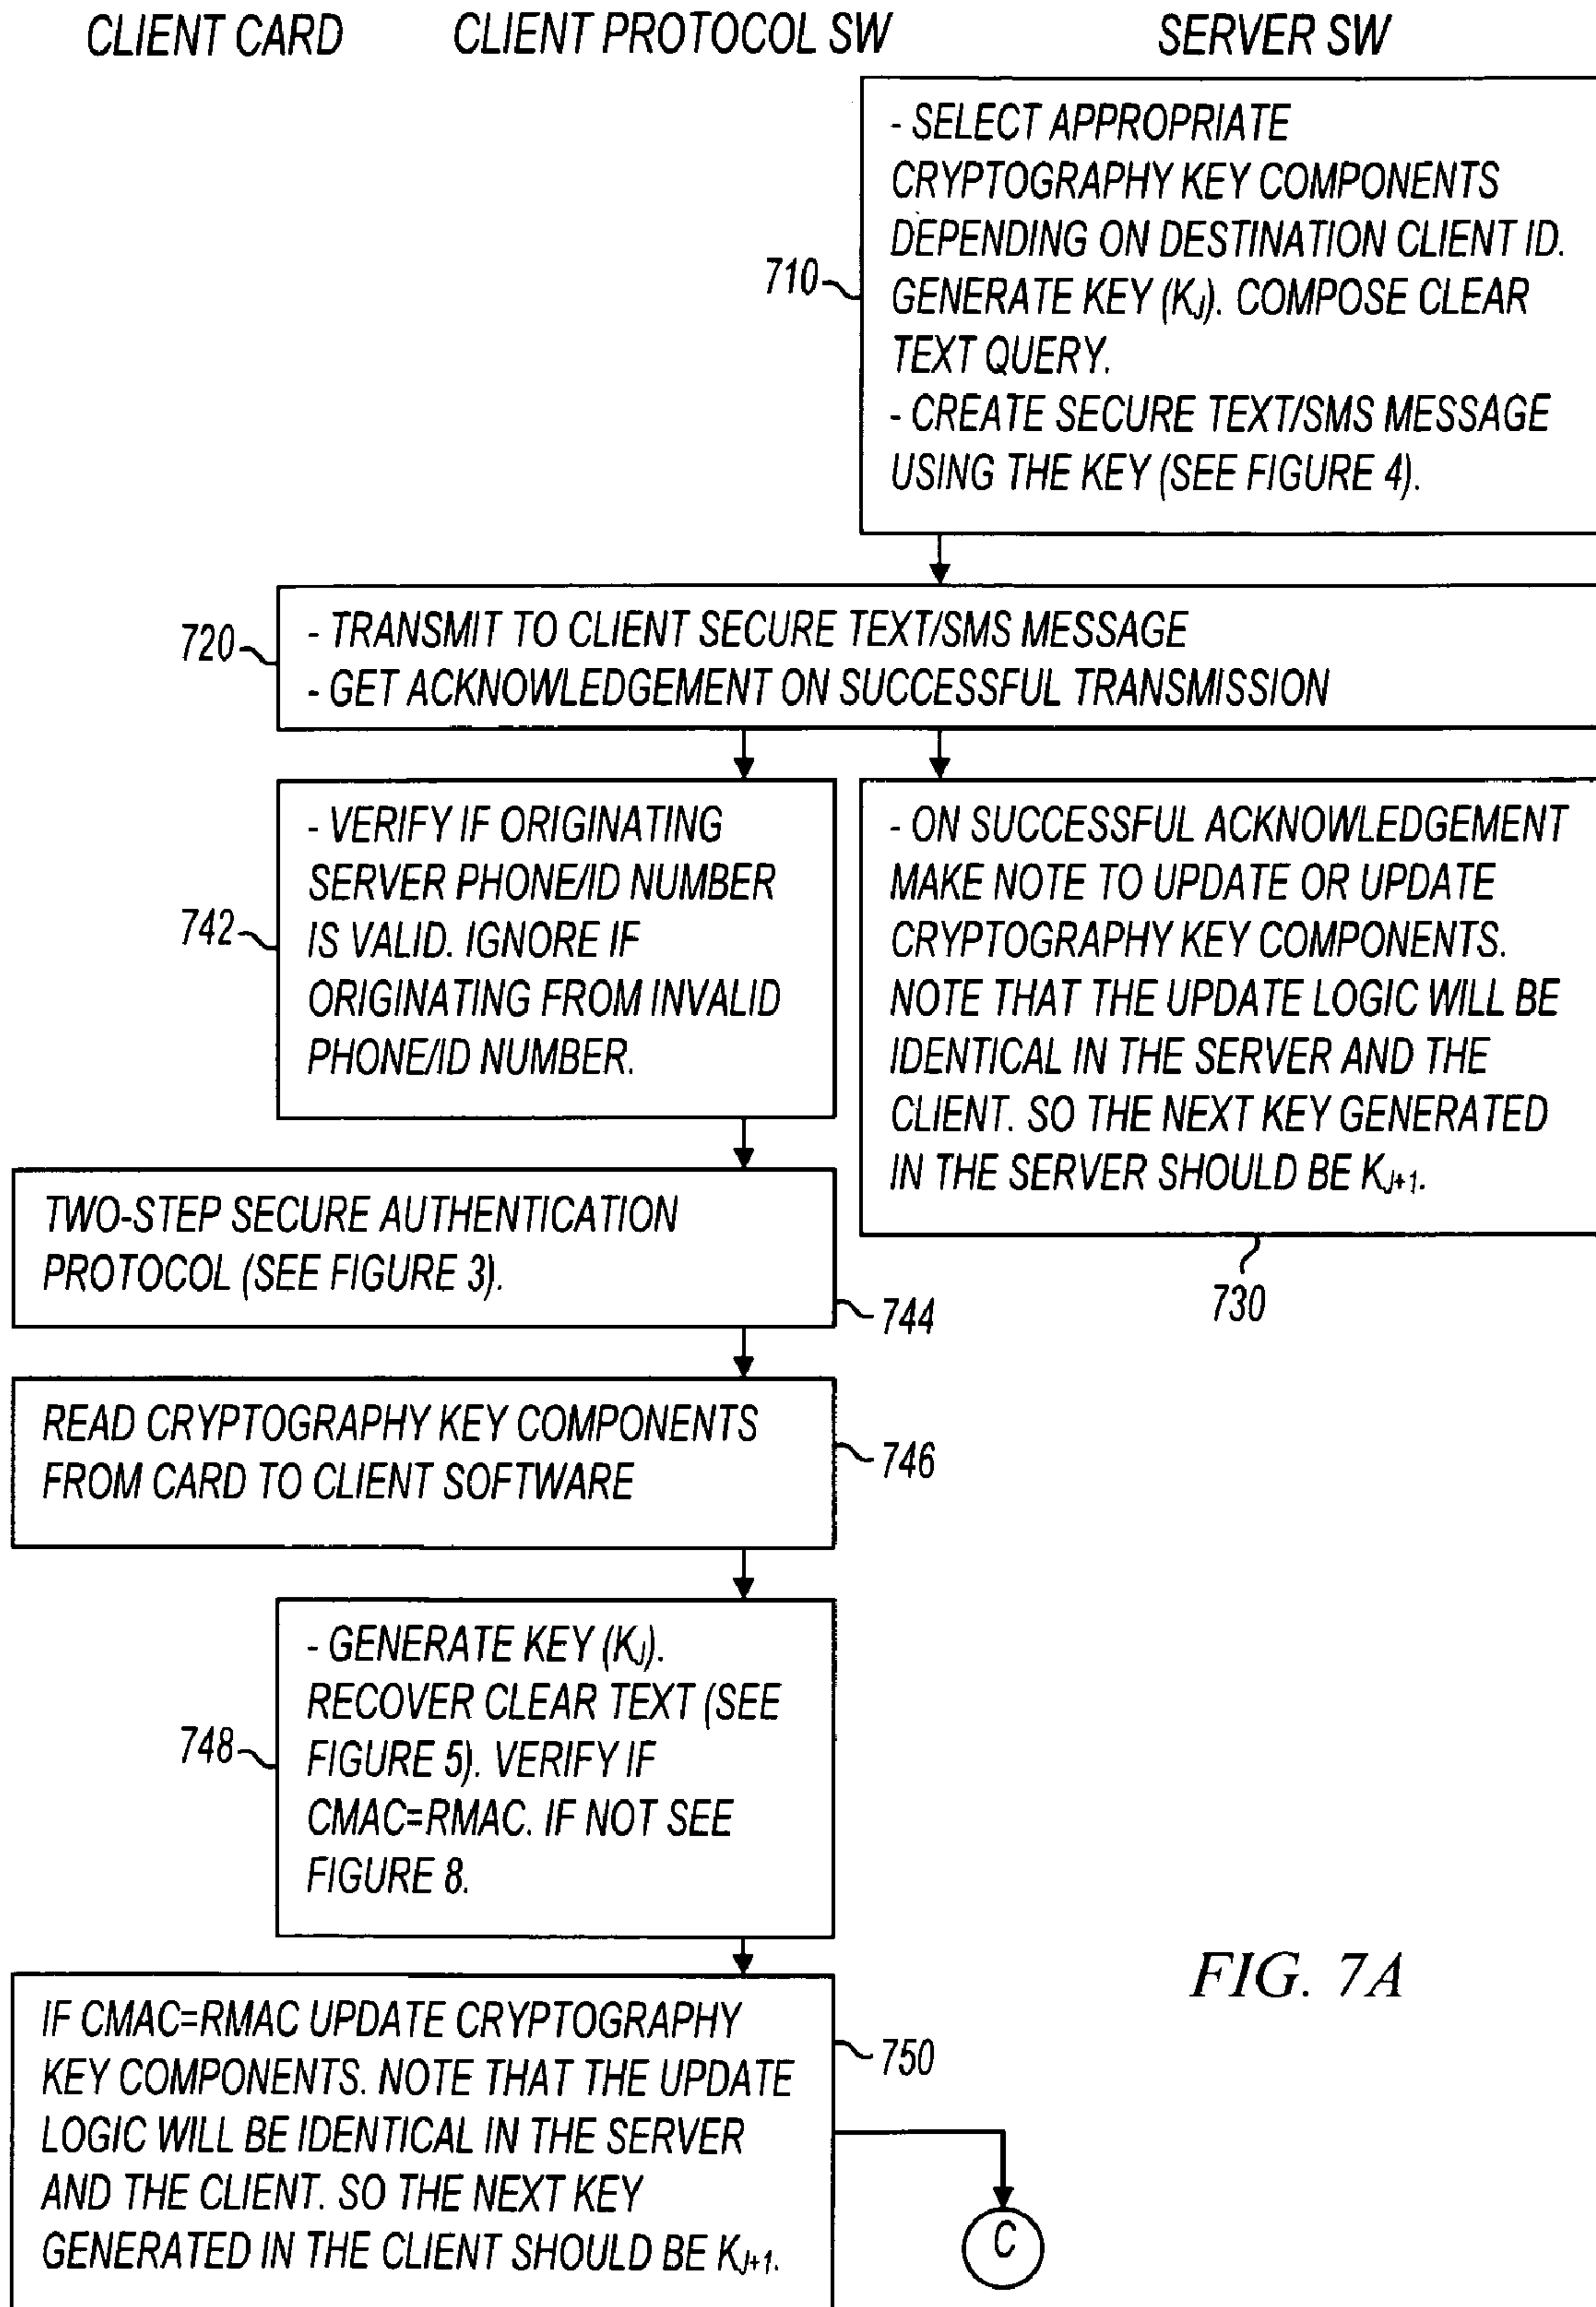 CLIENT CARD
CLIENT PROTOCOL SW
SERVER SW
- SELECT APPROPRIATE
CRYPTOGRAPHY KEY COMPONENTS
DEPENDING ON DESTINATION CLIENT ID.
GENERATE KEY (KJ). COMPOSE CLEAR
TEXT QUERY.
- CREATE SECURE TEXT/SMS MESSAGE
USING THE KEY (SEE FIGURE 4).
710
720
- TRANSMIT TO CLIENT SECURE TEXT/SMS MESSAGE
- GET ACKNOWLEDGEMENT ON SUCCESSFUL TRANSMISSION
742
- VERIFY IF ORIGINATING
SERVER PHONE/ID NUMBER
IS VALID. IGNORE IF
ORIGINATING FROM INVALID
PHONE/ID NUMBER.
- ON SUCCESSFUL ACKNOWLEDGEMENT
MAKE NOTE TO UPDATE OR UPDATE
CRYPTOGRAPHY KEY COMPONENTS.
NOTE THAT THE UPDATE LOGIC WILL BE
IDENTICAL IN THE SERVER AND THE
CLIENT. SO THE NEXT KEY GENERATED
IN THE SERVER SHOULD BE KJ+1.
730
TWO-STEP SECURE AUTHENTICATION
PROTOCOL (SEE FIGURE 3).
744
READ CRYPTOGRAPHY KEY COMPONENTS
FROM CARD TO CLIENT SOFTWARE
746
748
- GENERATE KEY (KJ).
RECOVER CLEAR TEXT (SEE
FIGURE 5). VERIFY IF
CMAC=RMAC. IF NOT SEE
FIGURE 8.
IF CMAC=RMAC UPDATE CRYPTOGRAPHY
KEY COMPONENTS. NOTE THAT THE UPDATE
LOGIC WILL BE IDENTICAL IN THE SERVER
AND THE CLIENT. SO THE NEXT KEY
GENERATED IN THE CLIENT SHOULD BE KJ+1.
750
C
FIG. 7A